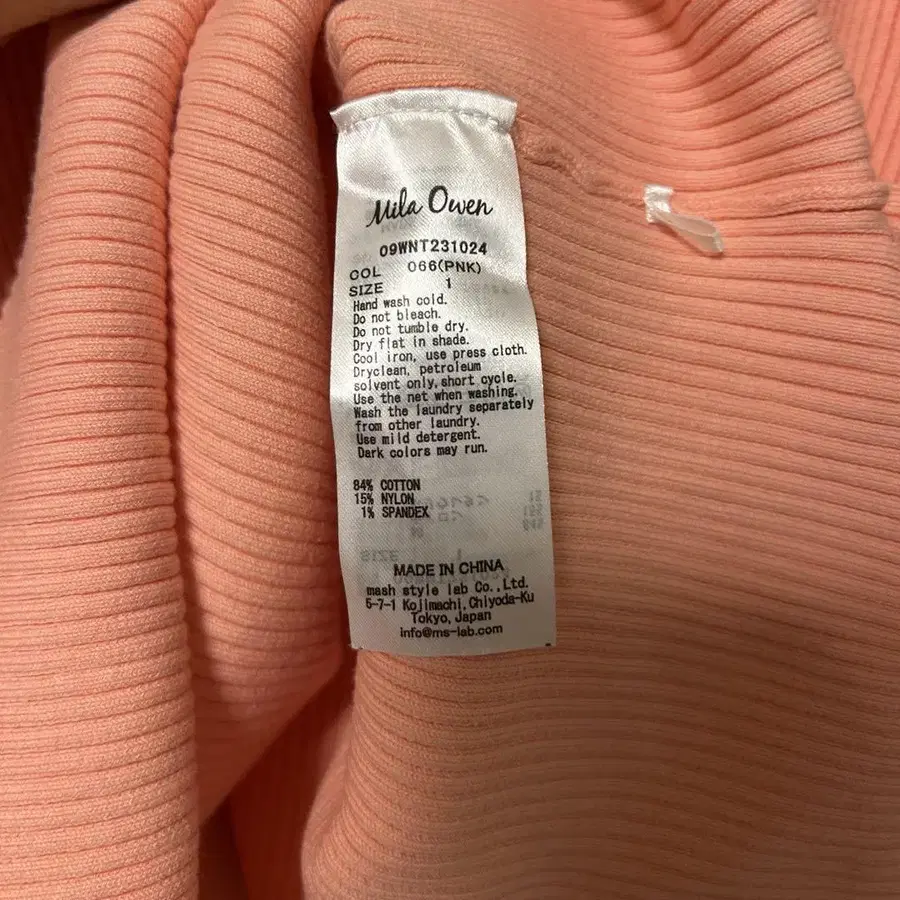 Mila Owen
09WNT231024
COL 066(PNK)
SIZE 1
Hand wash cold.
Do not bleach.
Do not tumble dry.
Dry flat in shade.
Cool iron, use press cloth.
Dryclean, petroleum
solvent only, short cycle.
Use the net when washing.
Wash the laundry separately
from other laundry.
Use mild detergent.
Dark colors may run.
84% COTTON
15% NYLON
1% SPANDEX
MADE IN CHINA
mash style lab Co., Ltd.
5-7-1 Kojimachi, Chiyoda-Ku
Tokyo, Japan
info@ms-lab.com